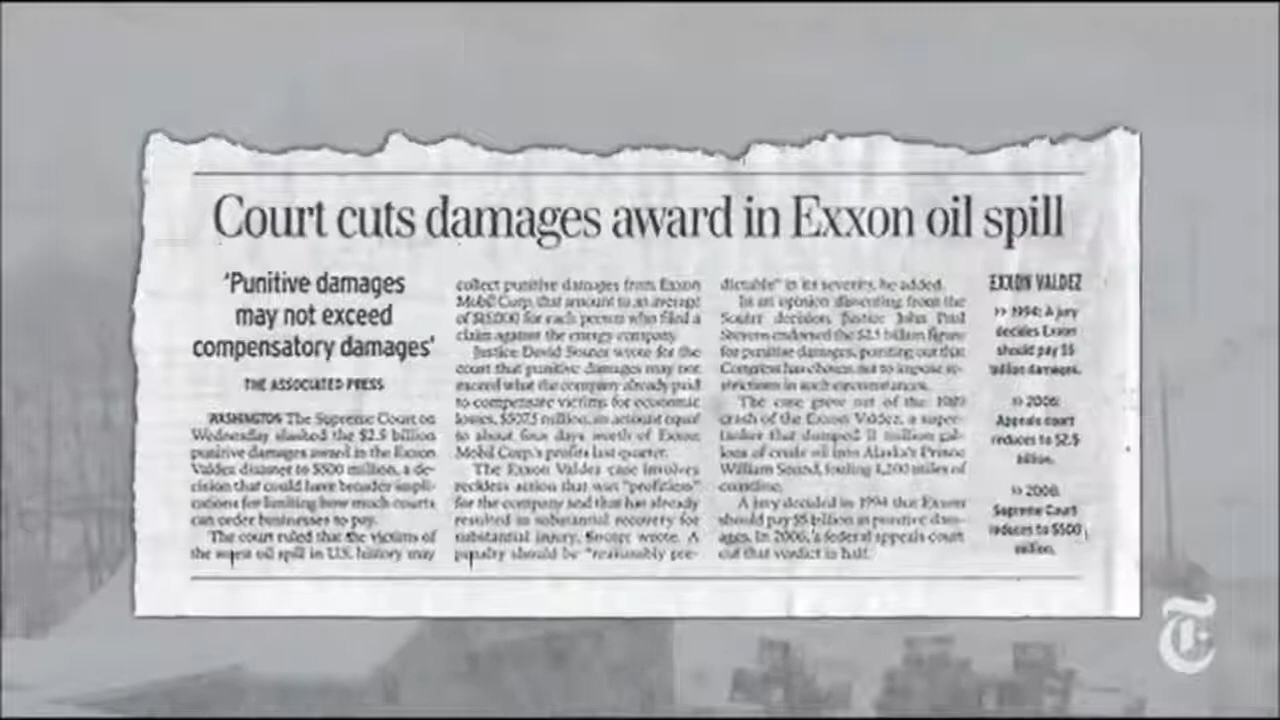 Court cuts damages award in Exxon oil spill
'Punitive damages
may not exceed
compensatory damages'
THE ASSOCIATED PRESS
WASHINGTON The Supreme Court on
Wednesday slashed the $2.5 billion
punitive damages award in the Exxon
Valdez disaster to $500 million, a de-
cision that could have broader impli-
cations for limiting how much courts
can order businesses to pay.
The court ruled that the victims of
the worst oil spill in U.S. history may
collect punitive damages from Exxon
Mobil Corp. that amount to an average
of $15,000 for each person who filed a
claim against the energy company.
Justice David Souter wrote for the
court that punitive damages may not
exceed what the company already paid
to compensate victims for economic
losses, $507.5 million, an amount equal
to about four days worth of Exxon
Mobil Corp.'s profits last quarter.
The Exxon Valdez case involves
reckless action that was "profitless"
for the company and that has already
resulted in substantial recovery for
substantial injury, Souter wrote. A
penalty should be "reasonably pre-
dictable" in its severity, he added.
In an opinion dissenting from the
Souter decision, Justice John Paul
Stevens endorsed the $2.5 billion figure
for punitive damages, pointing out that
Congress has chosen not to impose re-
strictions in such circumstances.
The case grew out of the 1989
crash of the Exxon Valdez, a super-
tanker that dumped 11 million gal-
lons of crude oil into Alaska's Prince
William Sound, fouling 1,200 miles of
coastline.
A jury decided in 1994 that Exxon
should pay $5 billion in punitive dam-
ages. In 2006, a federal appeals court
cut that verdict in half.
EXXON VALDEZ
>> 1994: A jury
decides Exxon
should pay $5
billion damages.
>> 2006:
Appeals court
reduces to $2.5
billion.
>> 2008:
Supreme Court
reduces to $500
million.
T